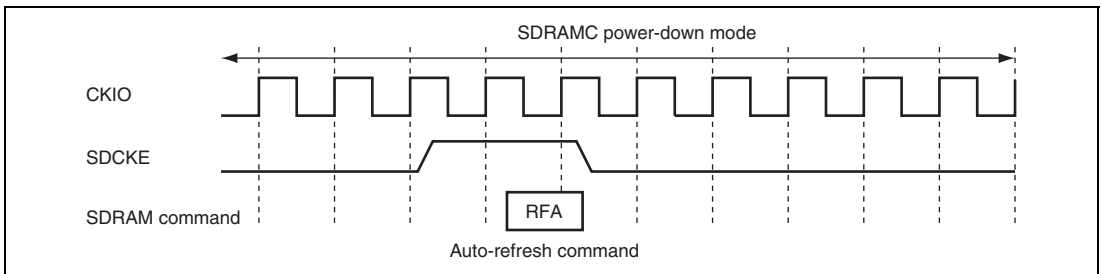 SDRAMC power-down mode
CKIO
SDCKE
SDRAM command
RFA
Auto-refresh command